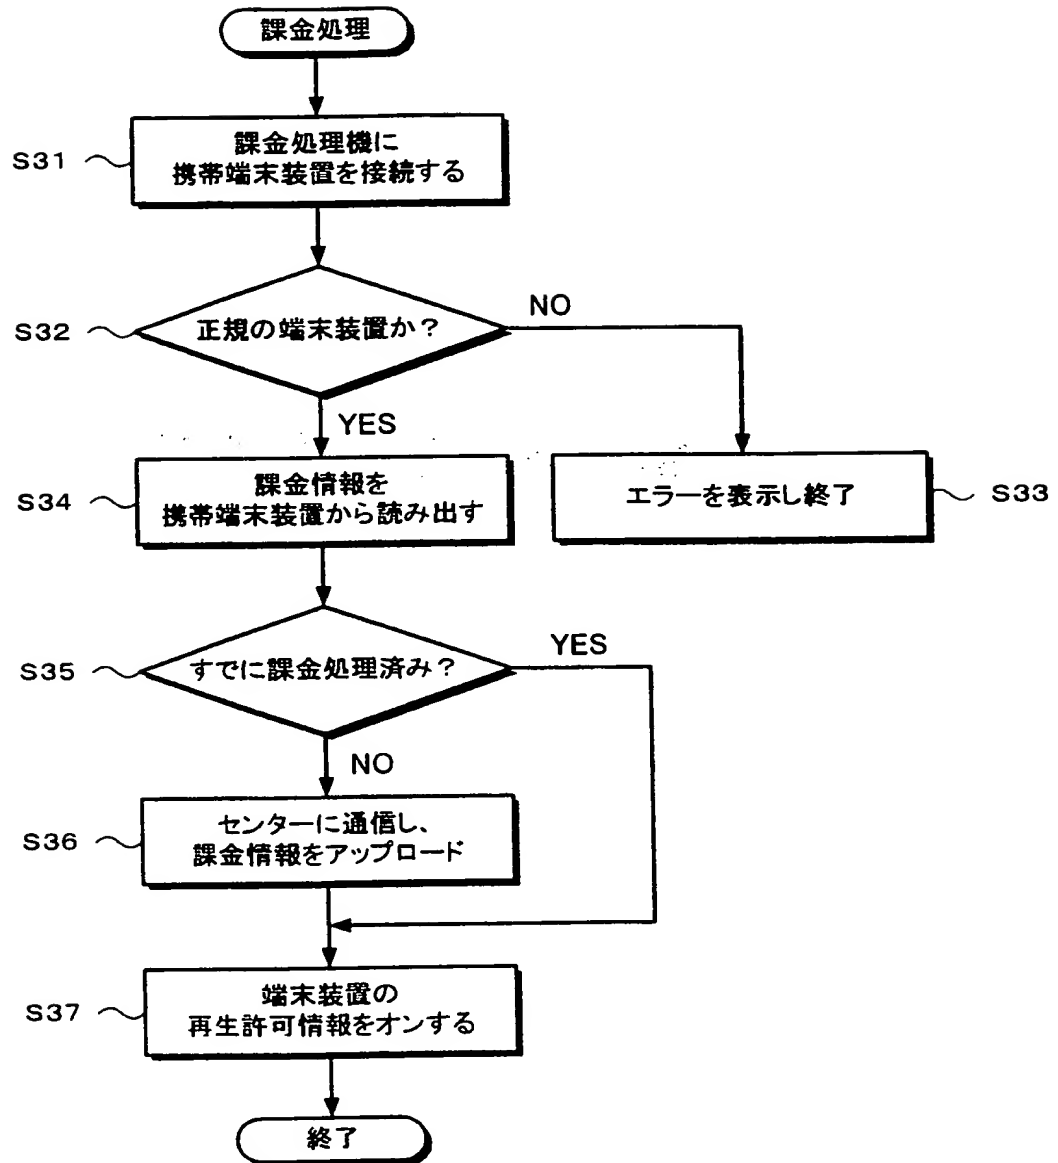 課金処理
S31
課金処理機に
携帯端末装置を接続する
S32
正規の端末装置か？
NO
YES
S34
課金情報を
携帯端末装置から読み出す
エラーを表示し終了
S33
S35
すでに課金処理済み？
YES
NO
S36
センターに通信し、
課金情報をアップロード
S37
端末装置の
再生許可情報をオンする
終了